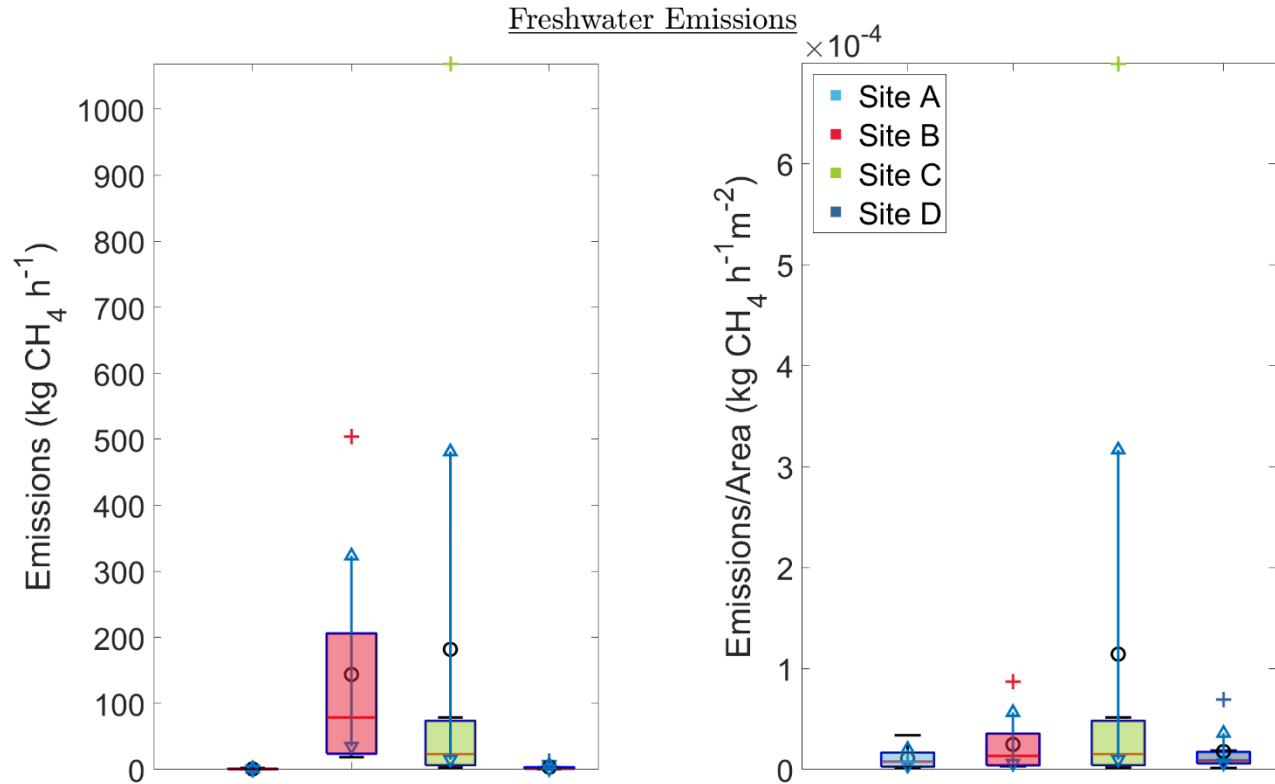 Freshwater Emissions
Emissions (kg CH₄ h⁻¹)
1000
900
800
700
600
500
400
300
200
100
0
×10⁻⁴
Emissions/Area (kg CH₄ h⁻¹m⁻²)
6
5
4
3
2
1
0
Site A
Site B
Site C
Site D